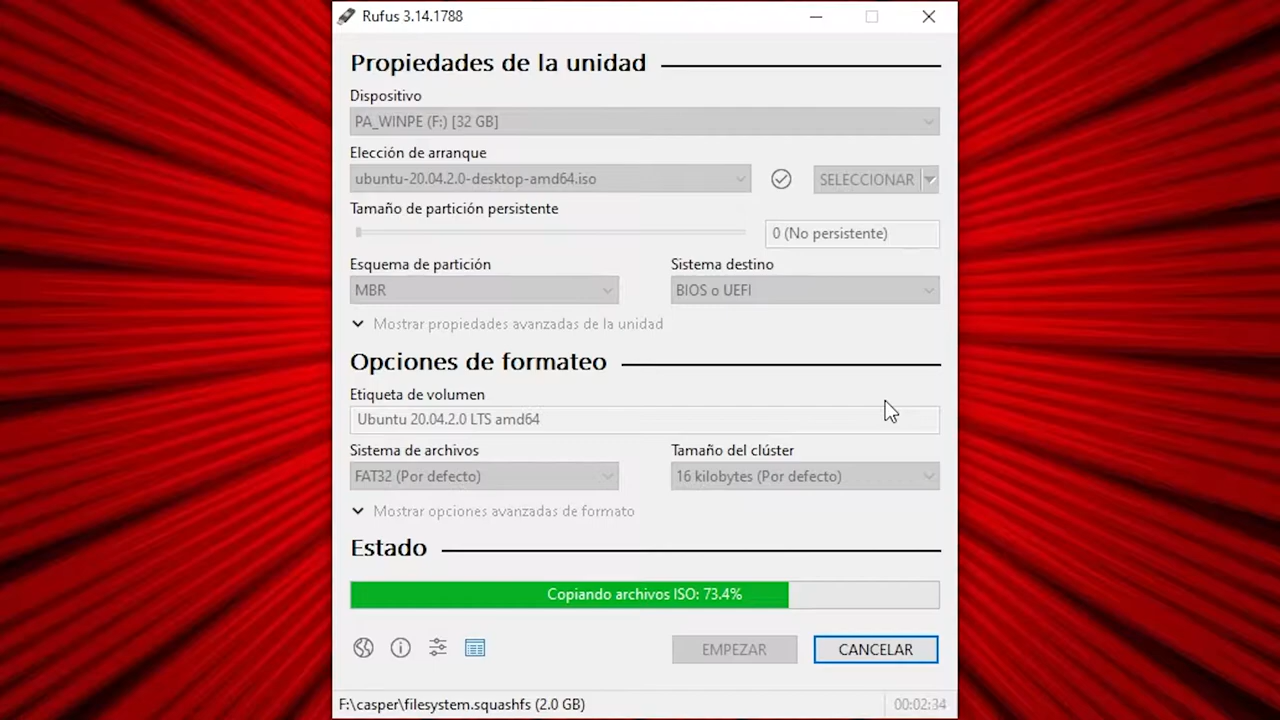 Rufus 3.14.1788
Propiedades de la unidad
Dispositivo
PA_WINPE (F:) [32 GB]
Elección de arranque
ubuntu-20.04.2.0-desktop-amd64.iso
SELECCIONAR
Tamaño de partición persistente
0 (No persistente)
Esquema de partición
Sistema destino
MBR
BIOS o UEFI
Mostrar propiedades avanzadas de la unidad
Opciones de formateo
Etiqueta de volumen
Ubuntu 20.04.2.0 LTS amd64
Sistema de archivos
Tamaño del clúster
FAT32 (Por defecto)
16 kilobytes (Por defecto)
Mostrar opciones avanzadas de formato
Estado
Copiando archivos ISO: 73.4%
EMPEZAR
CANCELAR
F:\casper\filesystem.squashfs (2.0 GB)
00:02:34